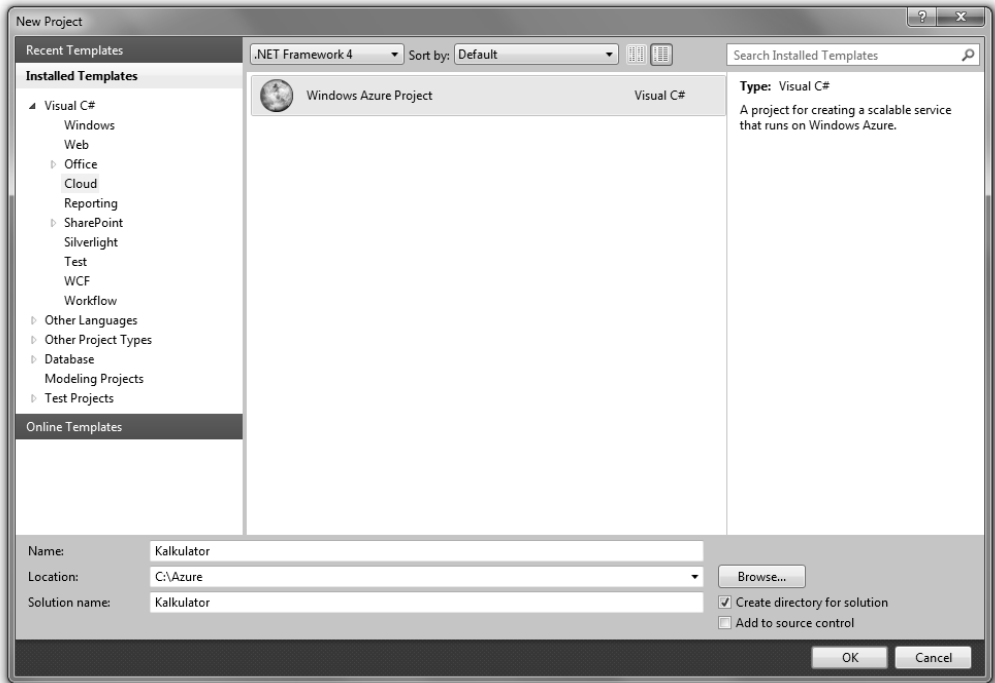 New Project
Recent Templates
Installed Templates
Visual C#
Windows
Web
Office
Cloud
Reporting
SharePoint
Silverlight
Test
WCF
Workflow
Other Languages
Other Project Types
Database
Modeling Projects
Test Projects
Online Templates
.NET Framework 4 Sort by: Default
Windows Azure Project Visual C#
Search Installed Templates
Type: Visual C#
A project for creating a scalable service
that runs on Windows Azure.
Name: Kalkulator
Location: C:\Azure Browse...
Solution name: Kalkulator Create directory for solution
Add to source control
OK Cancel